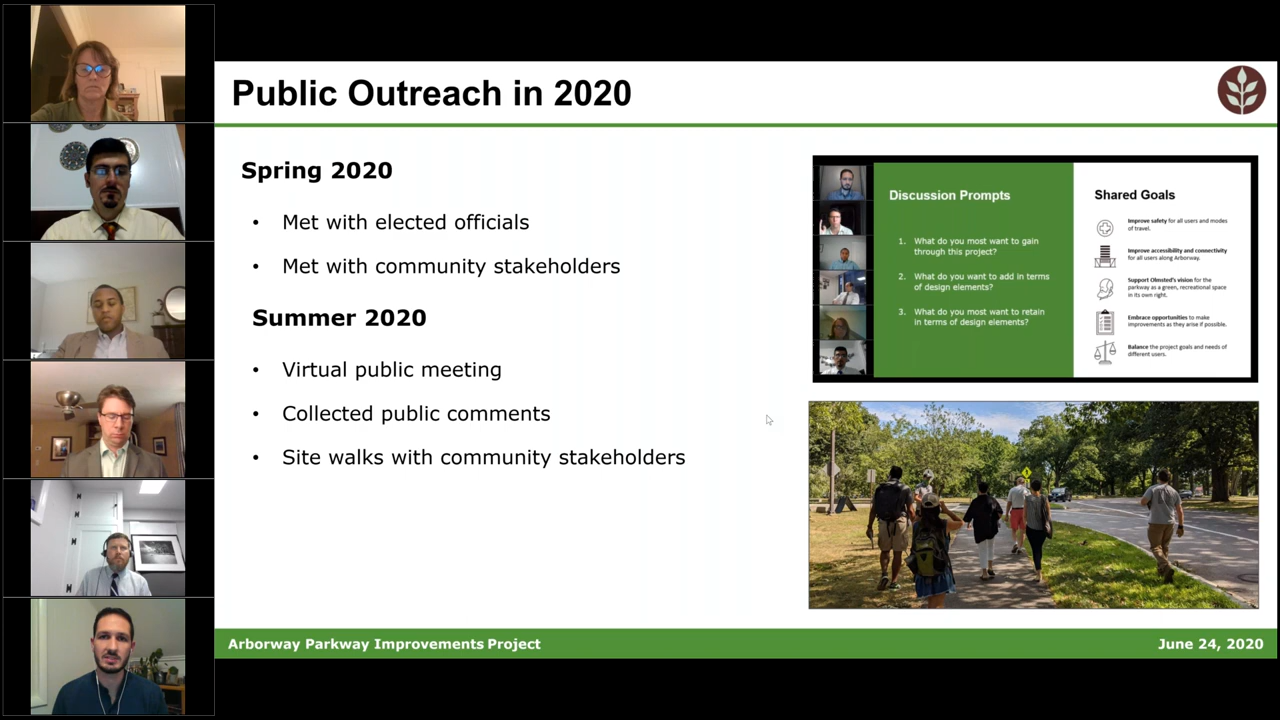 Public Outreach in 2020
Spring 2020
• Met with elected officials
• Met with community stakeholders
Summer 2020
• Virtual public meeting
• Collected public comments
• Site walks with community stakeholders
Discussion Prompts
1. What do you most want to gain
through this project?
2. What do you want to add in terms
of design elements?
3. What do you most want to retain
in terms of design elements?
Shared Goals
Improve safety for all users and modes
of travel.
Improve accessibility and connectivity
for all users along Arborway.
Support Olmsted's vision for the
parkway as a green, recreational space
in its own right.
Embrace opportunities to make
improvements as they arise if possible.
Balance the project goals and needs of
different users.
Arborway Parkway Improvements Project
June 24, 2020